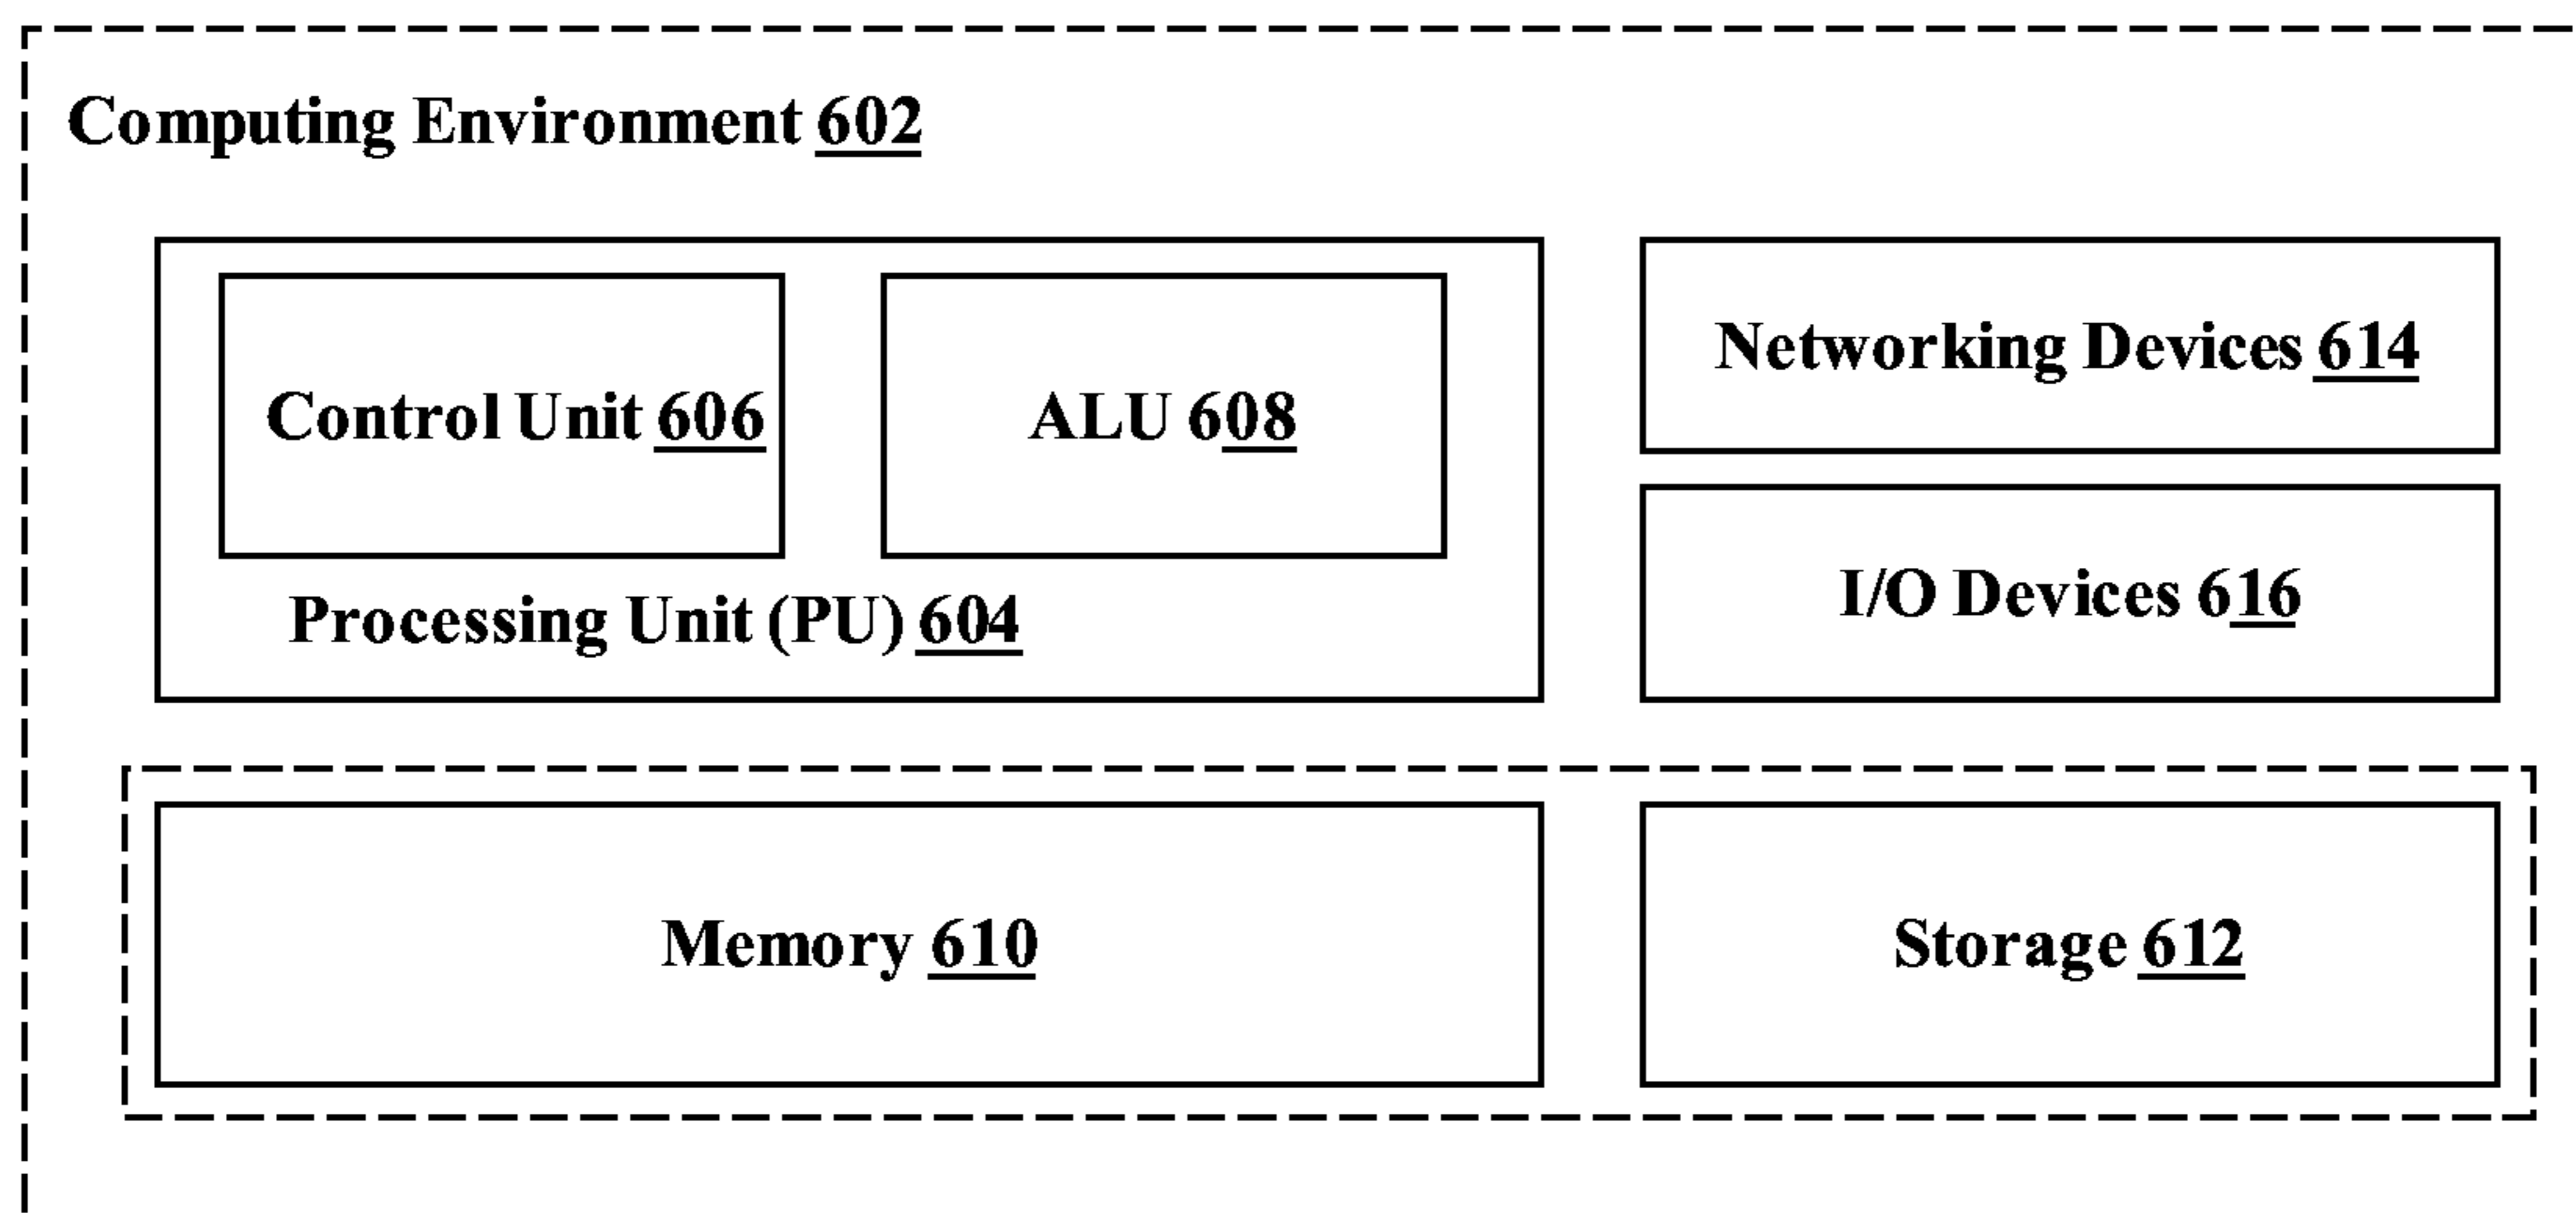 Computing Environment 602
Control Unit 606
ALU 608
Processing Unit (PU) 604
Networking Devices 614
I/O Devices 616
Memory 610
Storage 612